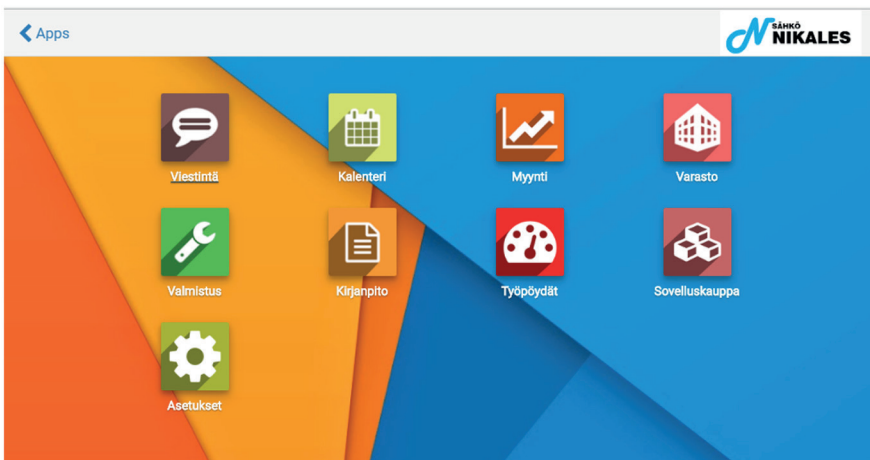 Apps
SÄHKÖ
NIKALES
Viestintä
Kalenteri
Myynti
Varasto
Valmistus
Kirjanpito
Työpöydät
Sovelluskauppa
Asetukset